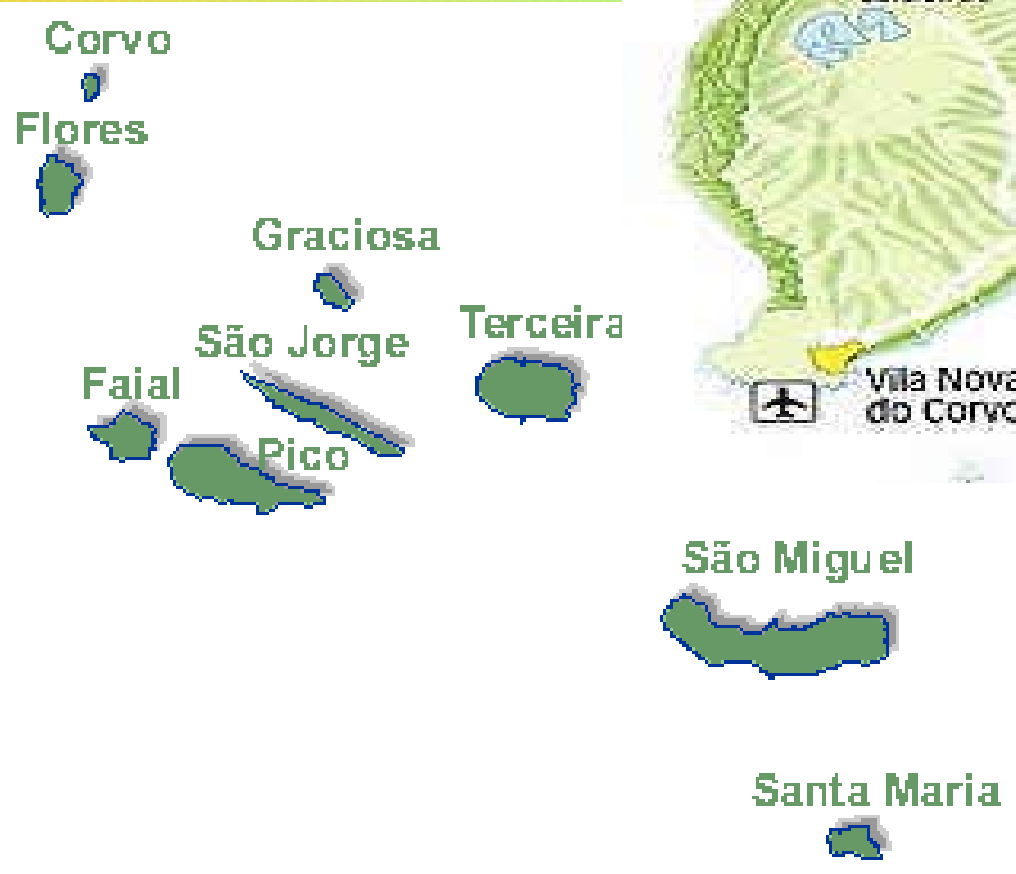 Corvo
Flores
Graciosa
São Jorge
Terceira
Faial
Pico
Vila Nova
do Corvo
São Miguel
Santa Maria